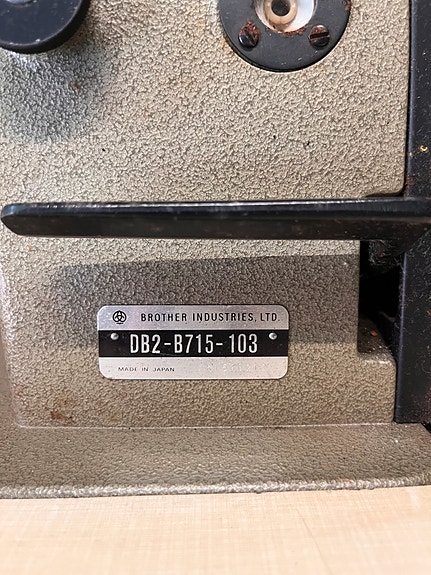 BROTHER INDUSTRIES, LTD.
DB2-B715-103
MADE IN JAPAN